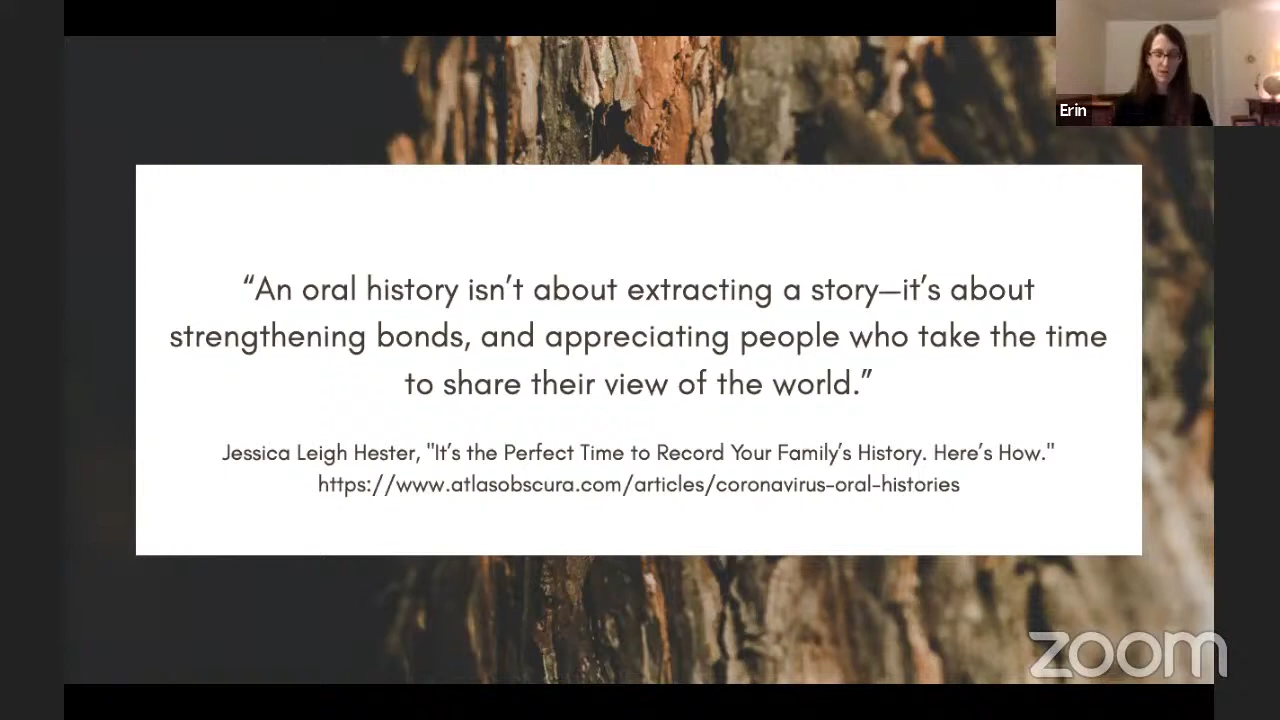 Erin
“An oral history isn’t about extracting a story—it’s about
strengthening bonds, and appreciating people who take the time
to share their view of the world.”
Jessica Leigh Hester, "It’s the Perfect Time to Record Your Family’s History. Here’s How."
https://www.atlasobscura.com/articles/coronavirus-oral-histories
zoom